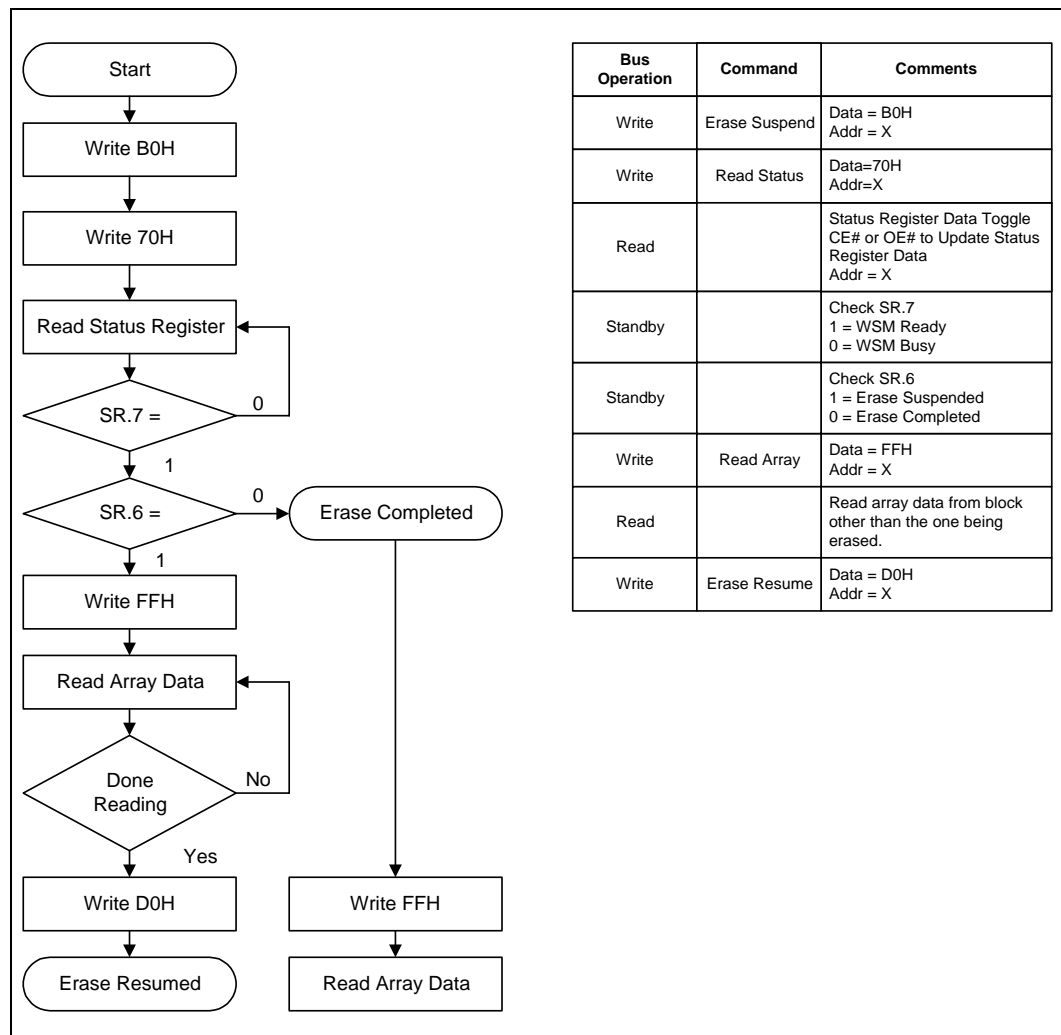 Start
Write B0H
Write 70H
Read Status Register
SR.7 =
0
1
SR.6 =
0
Erase Completed
1
Write FFH
Read Array Data
Done
Reading
No
Yes
Write D0H
Write FFH
Erase Resumed
Read Array Data
Bus
Operation
Command
Comments
Write
Erase Suspend
Data = B0H
Addr = X
Write
Read Status
Data=70H
Addr=X
Read
Status Register Data Toggle
CE# or OE# to Update Status
Register Data
Addr = X
Standby
Check SR.7
1 = WSM Ready
0 = WSM Busy
Standby
Check SR.6
1 = Erase Suspended
0 = Erase Completed
Write
Read Array
Data = FFH
Addr = X
Read
Read array data from block
other than the one being
erased.
Write
Erase Resume
Data = D0H
Addr = X